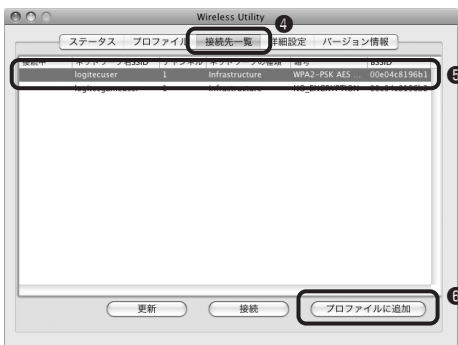 Wireless Utility
❹
ステータス プロファイル 接続先一覧 詳細設定 バージョン情報
接続中 ネットワーク名SSID チャンネル ネットワークの種類 暗号 BSSID
❺
logitecuser 1 Infrastructure WPA2-PSK AES ... 00e04c8196b1
logitecgameuser 1 Infrastructure NO_ENCRYPTION
❻
更新 接続 プロファイルに追加